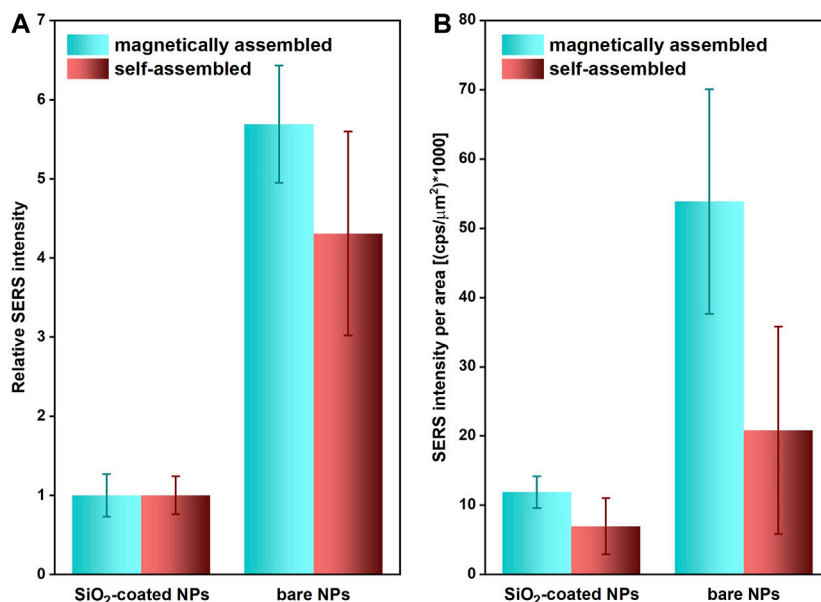 A
magnetically assembled
self-assembled
Relative SERS intensity
7
6
5
4
3
2
1
0
SiO₂-coated NPs
bare NPs
B
magnetically assembled
self-assembled
SERS intensity per area [(cps/μm²)*1000]
80
70
60
50
40
30
20
10
0
SiO₂-coated NPs
bare NPs